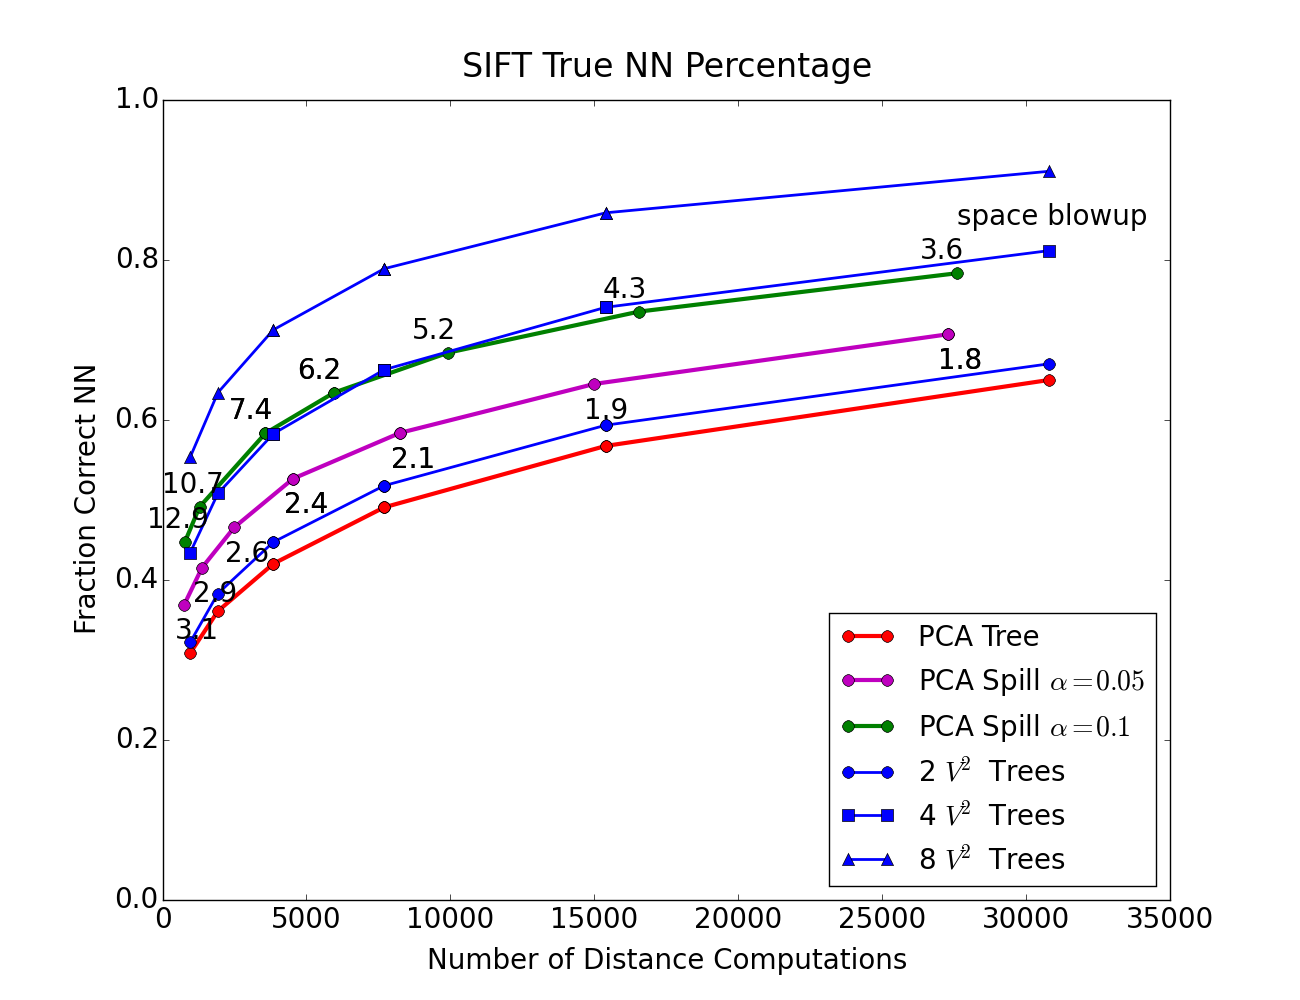 SIFT True NN Percentage
1.0
space blowup
3.6
0.8
4.3
5.2
6.2
1.8
7.4
1.9
0.6
2.1
10.7
2.4
12.9
2.6
0.4
2.9
3.1
0.2
0.0
Fraction Correct NN
PCA Tree
PCA Spill α=0.05
PCA Spill α=0.1
2 V² Trees
4 V² Trees
8 V² Trees
0 5000 10000 15000 20000 25000 30000 35000
Number of Distance Computations